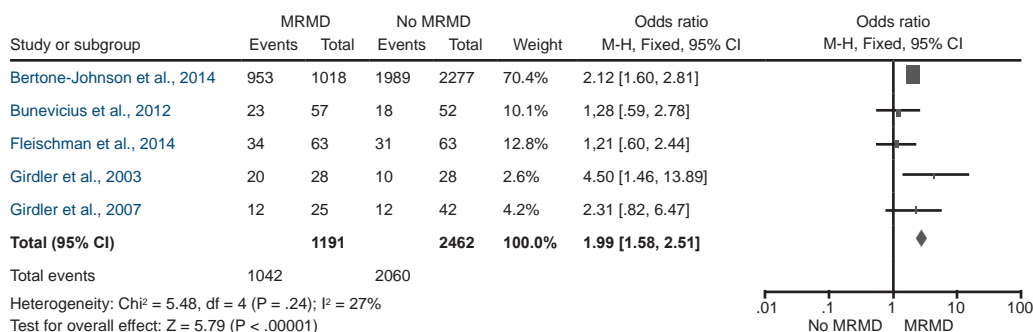 MRMD No MRMD Odds ratio Odds ratio
Study or subgroup Events Total Events Total Weight M-H, Fixed, 95% CI M-H, Fixed, 95% CI
Bertone-Johnson et al., 2014 953 1018 1989 2277 70.4% 2.12 [1.60, 2.81]
Bunevicius et al., 2012 23 57 18 52 10.1% 1,28 [.59, 2.78]
Fleischman et al., 2014 34 63 31 63 12.8% 1,21 [.60, 2.44]
Girdler et al., 2003 20 28 10 28 2.6% 4.50 [1.46, 13.89]
Girdler et al., 2007 12 25 12 42 4.2% 2.31 [.82, 6.47]
Total (95% CI) 1191 2462 100.0% 1.99 [1.58, 2.51]
Total events 1042 2060
Heterogeneity: Chi² = 5.48, df = 4 (P = .24); I² = 27%
.01 .1 1 10 100
Test for overall effect: Z = 5.79 (P < .00001)
No MRMD MRMD